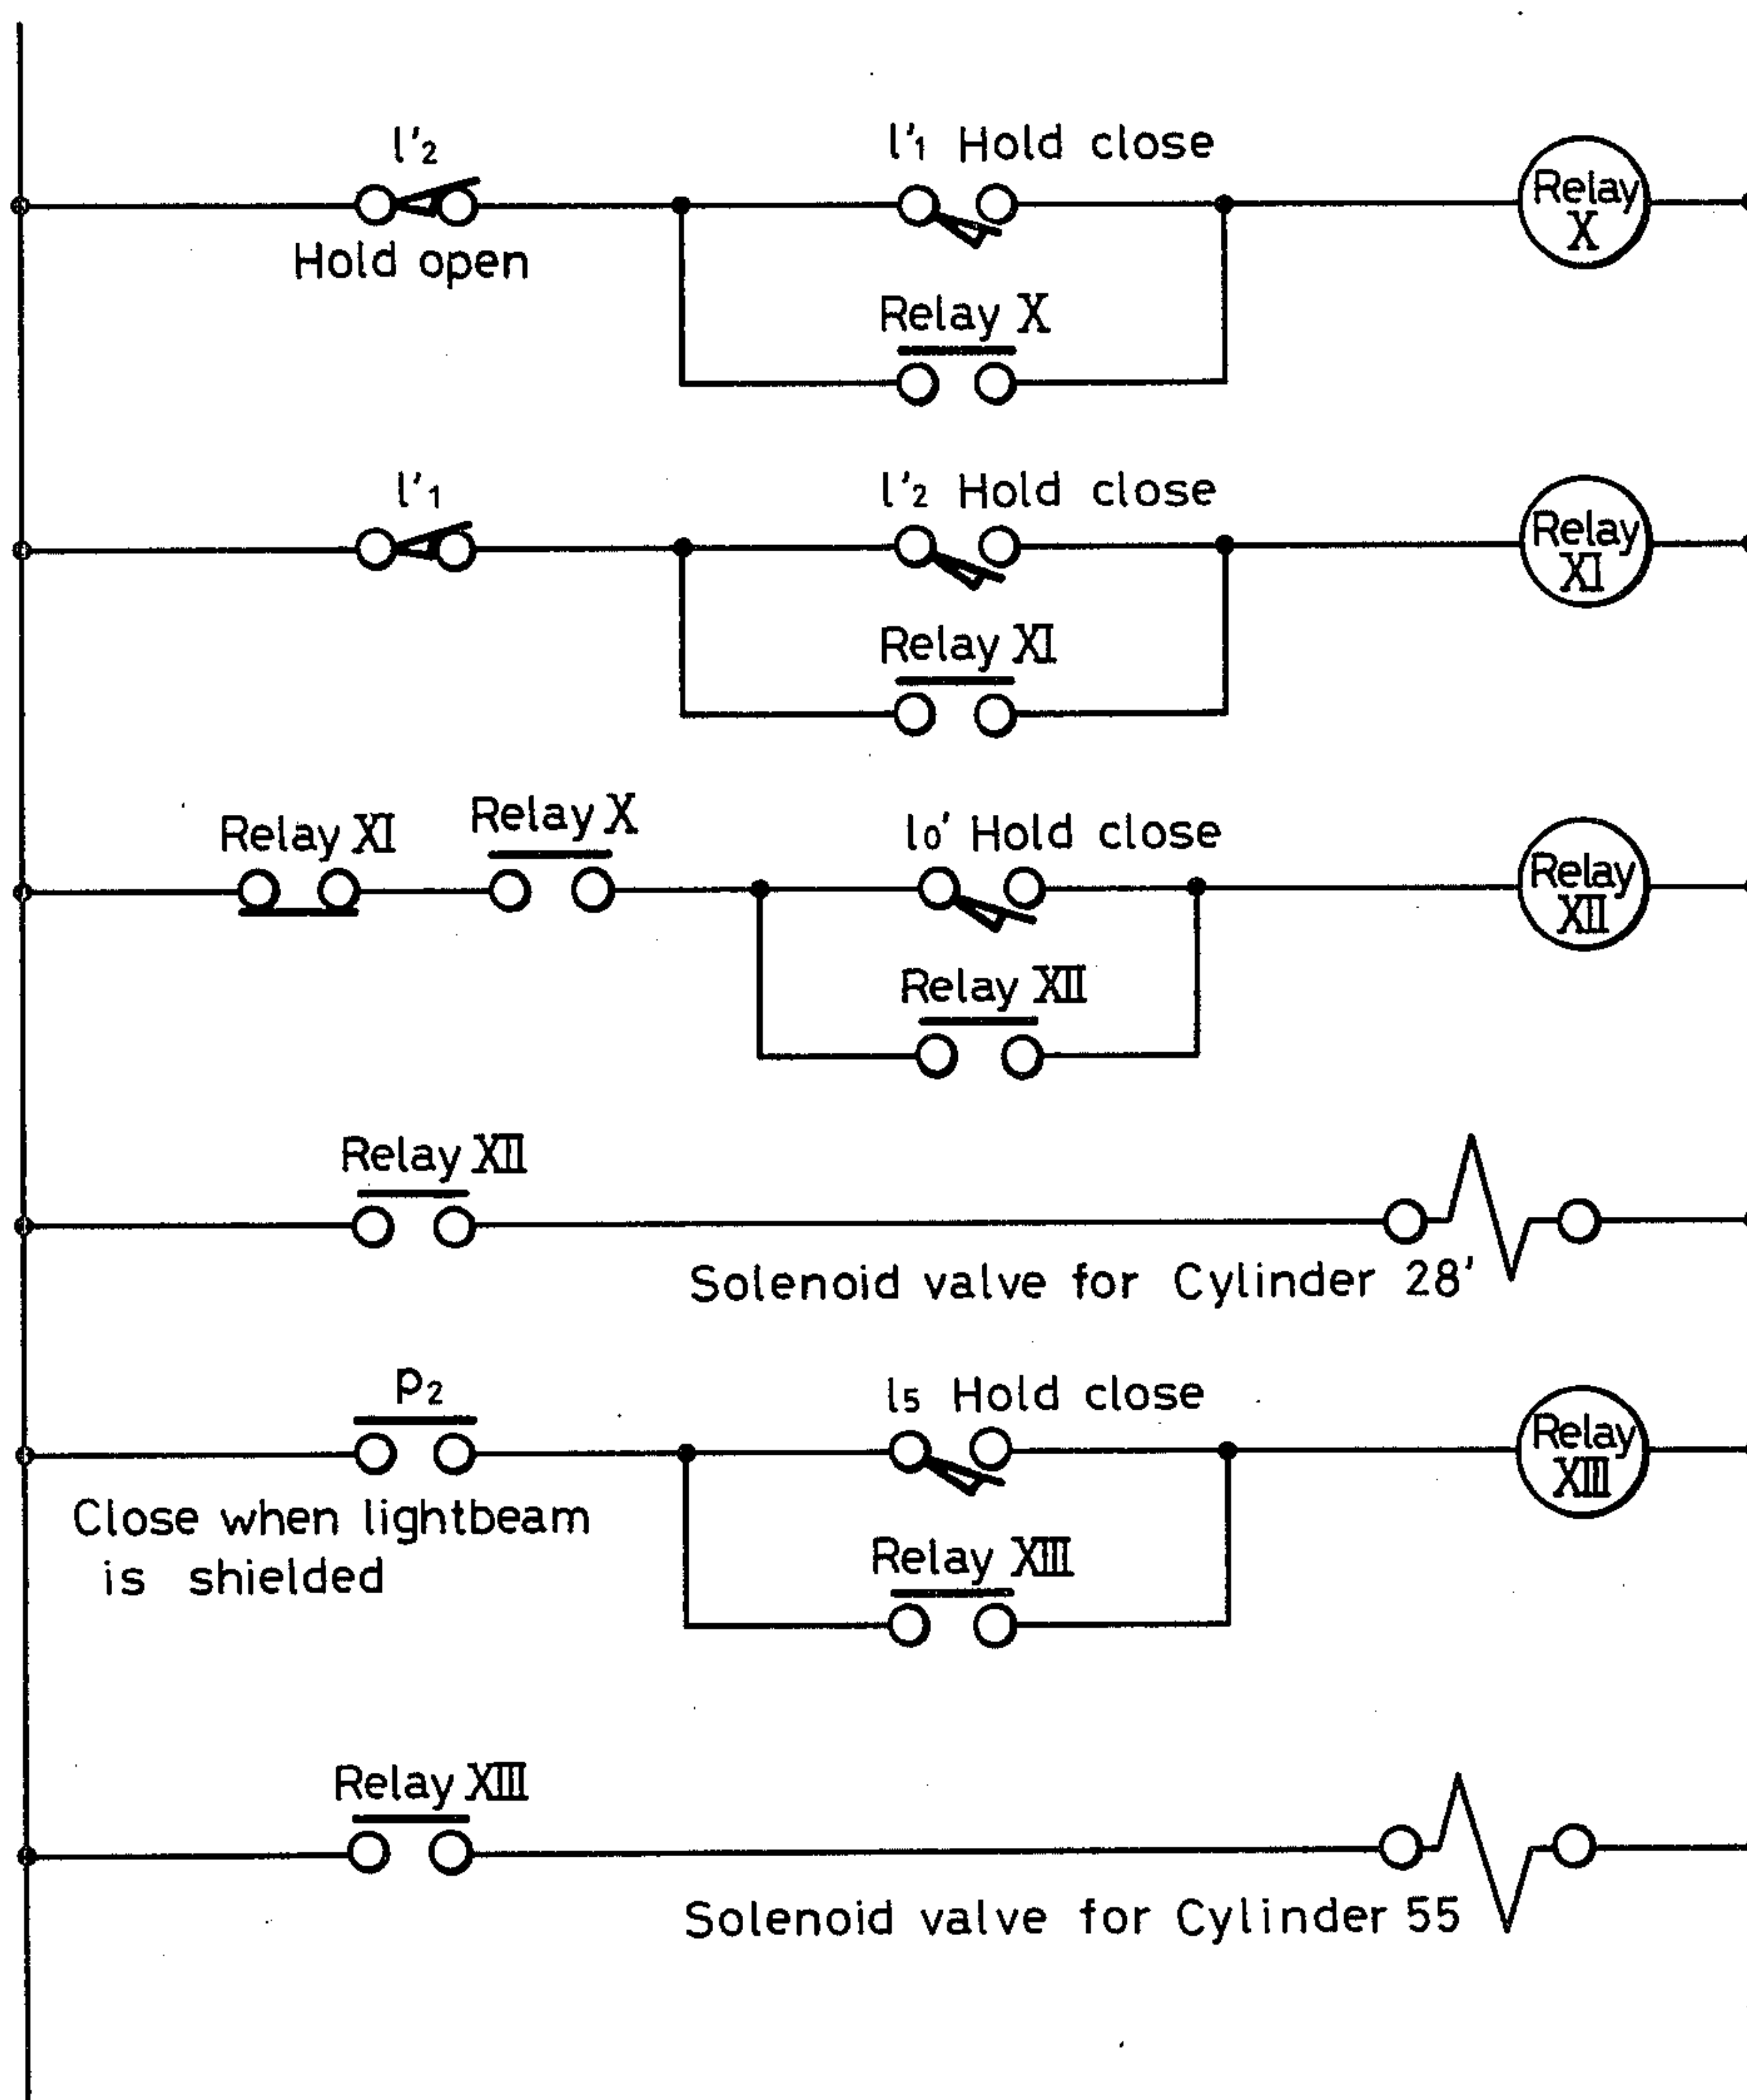 l'2
l'1 Hold close
Relay X
Hold open
Relay X
l'1
l'2 Hold close
Relay XI
Relay XI
Relay XI
Relay X
l0' Hold close
Relay XII
Relay XII
Relay XII
Solenoid valve for Cylinder 28'
p2
l5 Hold close
Relay XIII
Close when lightbeam
is shielded
Relay XIII
Relay XIII
Solenoid valve for Cylinder 55